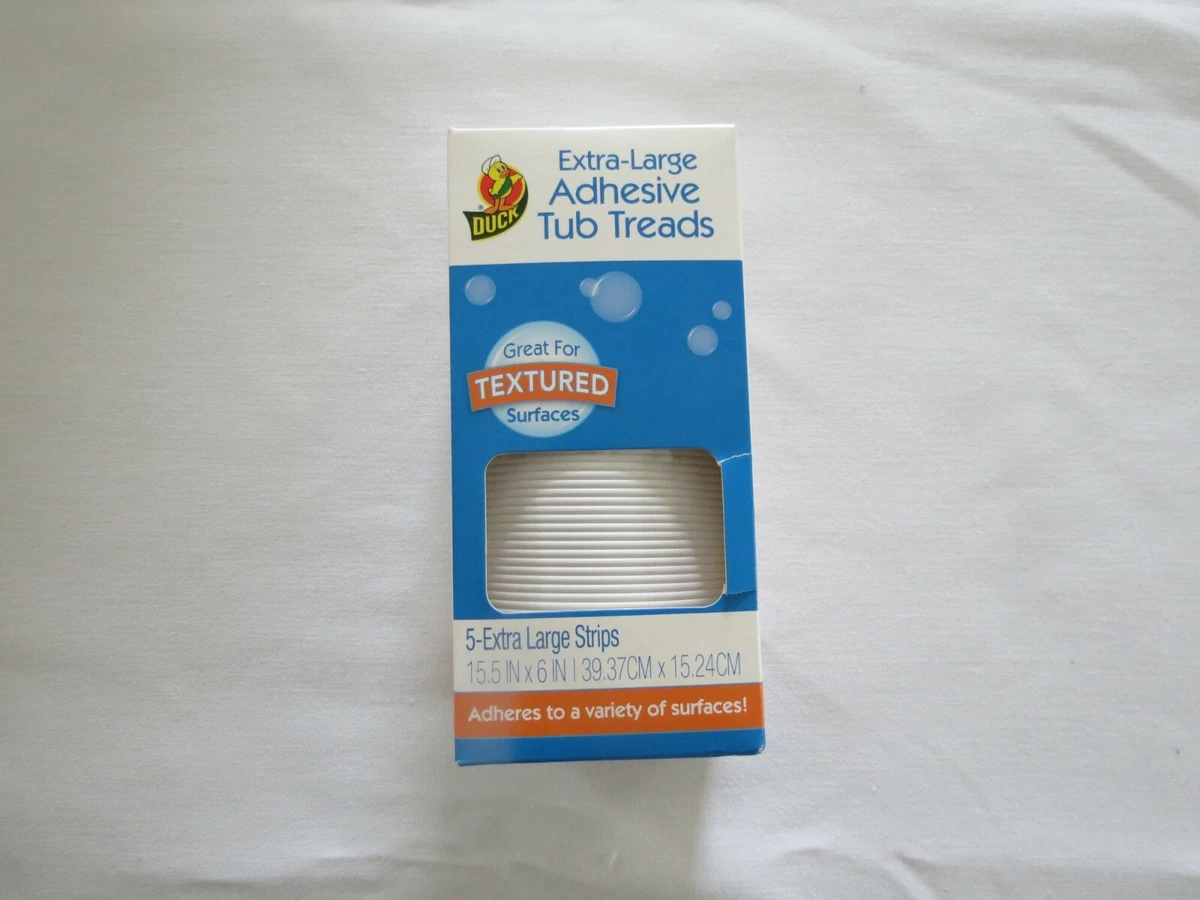 DUCK
®
Extra-Large
Adhesive
Tub Treads
Great For
TEXTURED
Surfaces
5-Extra Large Strips
15.5 IN x 6 IN | 39.37CM x 15.24CM
Adheres to a variety of surfaces!